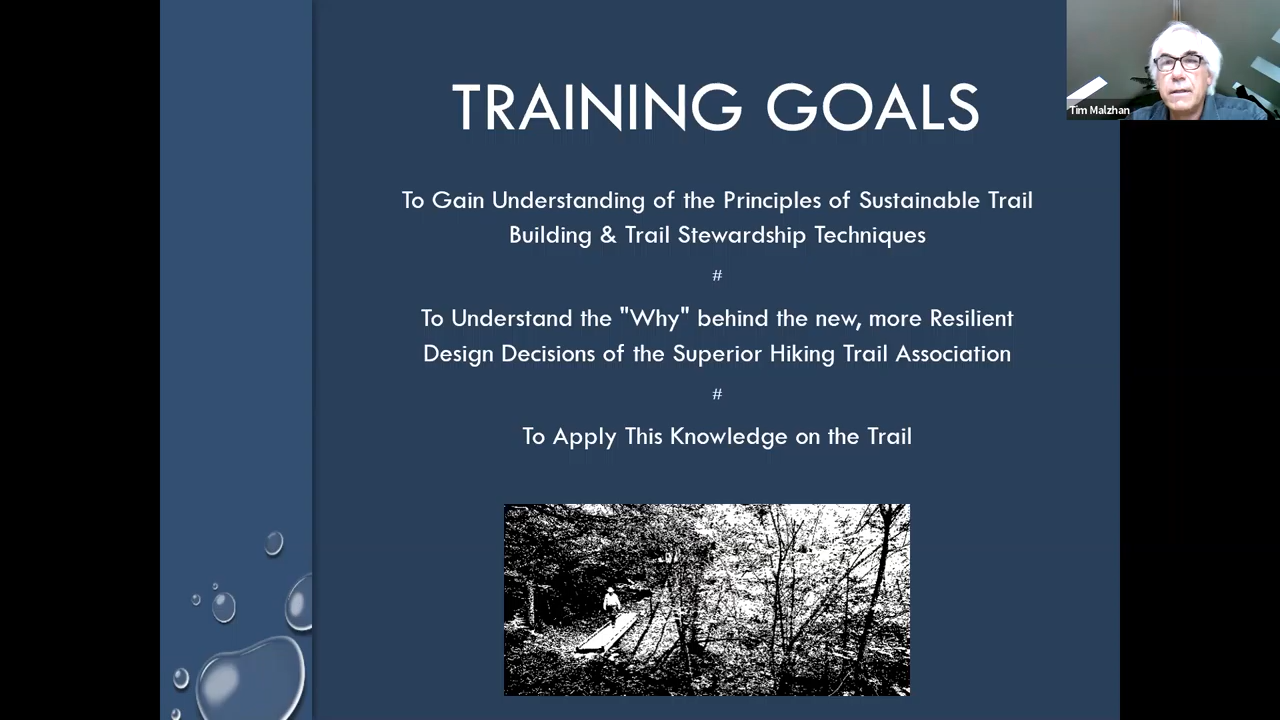 TRAINING GOALS
Tim Malzhan
To Gain Understanding of the Principles of Sustainable Trail
Building & Trail Stewardship Techniques
#
To Understand the "Why" behind the new, more Resilient
Design Decisions of the Superior Hiking Trail Association
#
To Apply This Knowledge on the Trail